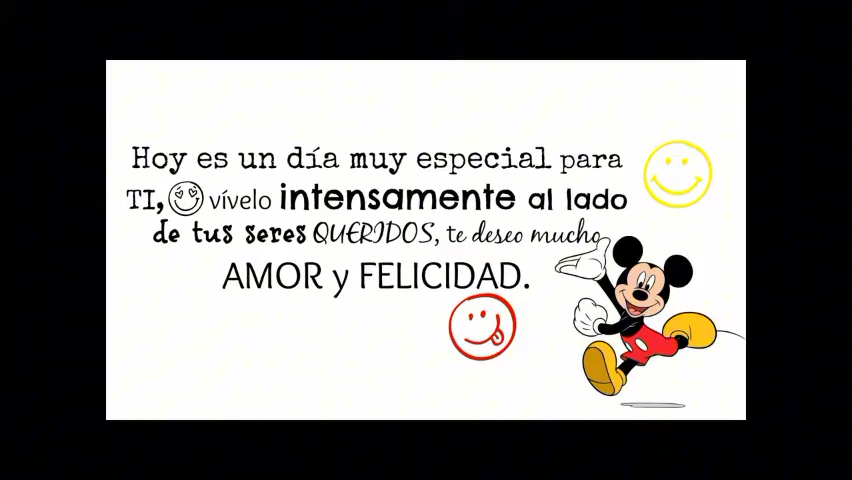 Hoy es un día muy especial para
TI, vívelo intensamente al lado
de tus seres QUERIDOS, te deseo mucho
AMOR y FELICIDAD.